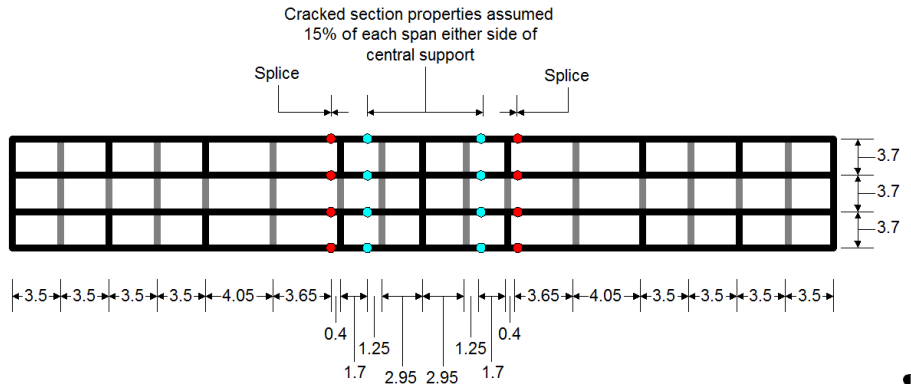 Cracked section properties assumed
15% of each span either side of
central support
Splice
Splice
3.7
3.7
3.7
3.5 3.5 3.5 3.5 4.05 3.65 3.65 4.05 3.5 3.5 3.5 3.5
0.4 0.4
1.25 1.25
1.7 2.95 2.95 1.7